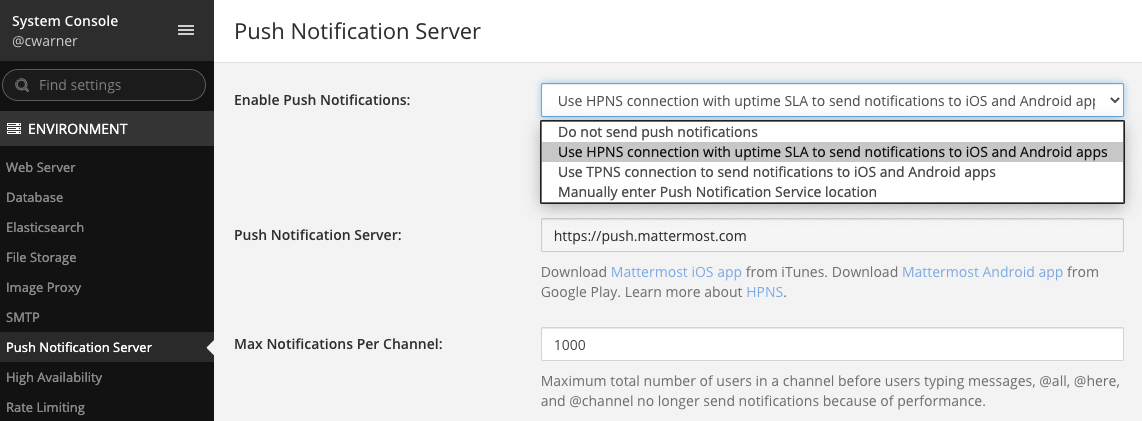 System Console
@cwarner
Find settings
ENVIRONMENT
Web Server
Database
Elasticsearch
File Storage
Image Proxy
SMTP
Push Notification Server
High Availability
Rate Limiting
Push Notification Server
Enable Push Notifications:
Use HPNS connection with uptime SLA to send notifications to iOS and Android app
Do not send push notifications
Use HPNS connection with uptime SLA to send notifications to iOS and Android apps
Use TPNS connection to send notifications to iOS and Android apps
Manually enter Push Notification Service location
Push Notification Server:
https://push.mattermost.com
Download Mattermost iOS app from iTunes. Download Mattermost Android app from
Google Play. Learn more about HPNS.
Max Notifications Per Channel:
1000
Maximum total number of users in a channel before users typing messages, @all, @here,
and @channel no longer send notifications because of performance.